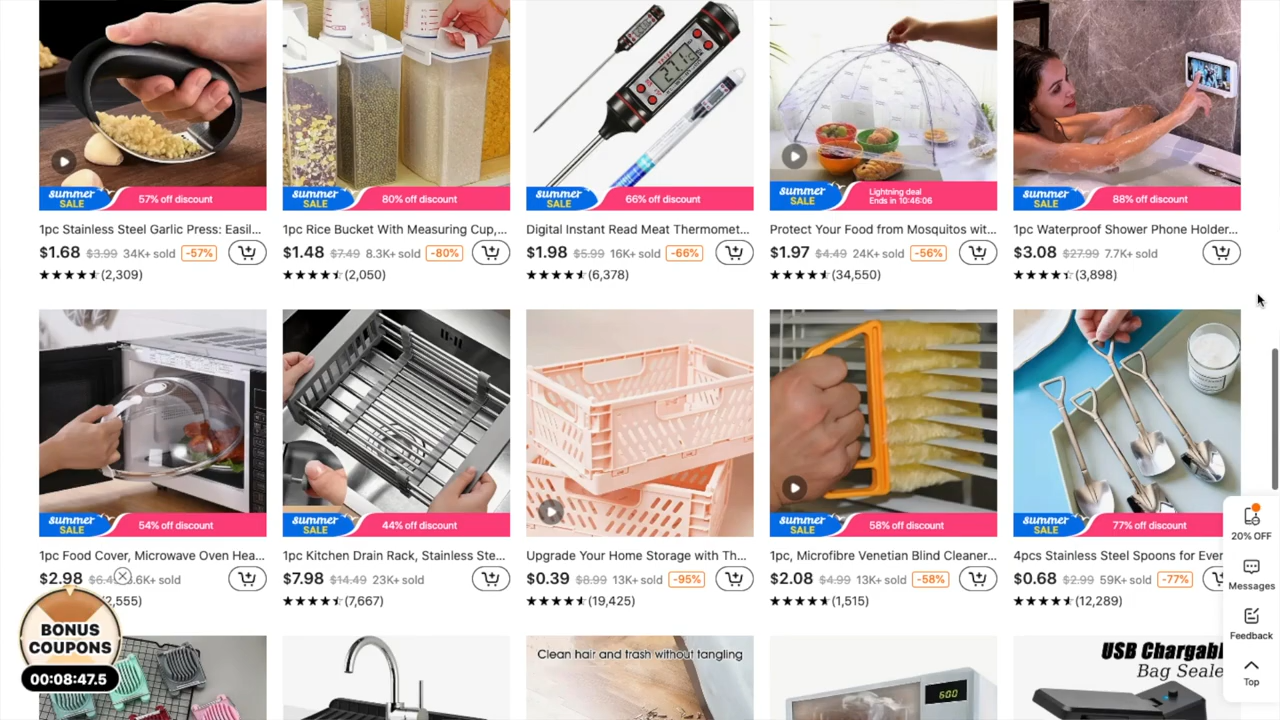 summer
SALE
57% off discount
summer
SALE
80% off discount
27.1
summer
SALE
66% off discount
summer
SALE
Lightning deal
Ends in 10:46:06
summer
SALE
88% off discount
1pc Stainless Steel Garlic Press: Easil...
$1.68 $3.99 34K+ sold -57%
(2,309)
1pc Rice Bucket With Measuring Cup,...
$1.48 $7.49 8.3K+ sold -80%
(2,050)
Digital Instant Read Meat Thermomet...
$1.98 $5.99 16K+ sold -66%
(6,378)
Protect Your Food from Mosquitos wit...
$1.97 $4.49 24K+ sold -56%
(34,550)
1pc Waterproof Shower Phone Holder...
$3.08 $27.99 7.7K+ sold
(3,898)
summer
SALE
54% off discount
summer
SALE
44% off discount
summer
SALE
58% off discount
summer
SALE
77% off discount
1pc Food Cover, Microwave Oven Hea...
$2.98 $6.4 .6K+ sold
2,555)
1pc Kitchen Drain Rack, Stainless Ste...
$7.98 $14.49 23K+ sold
(7,667)
Upgrade Your Home Storage with Th...
$0.39 $8.99 13K+ sold -95%
(19,425)
1pc, Microfibre Venetian Blind Cleaner...
$2.08 $4.99 13K+ sold -58%
(1,515)
4pcs Stainless Steel Spoons for Ever
$0.68 $2.99 59K+ sold -77%
(12,289)
20% OFF
Messages
Feedback
Top
BONUS
COUPONS
00:08:47.5
Clean hair and trash without tangling
600
USB Chargabl
Bag Seale